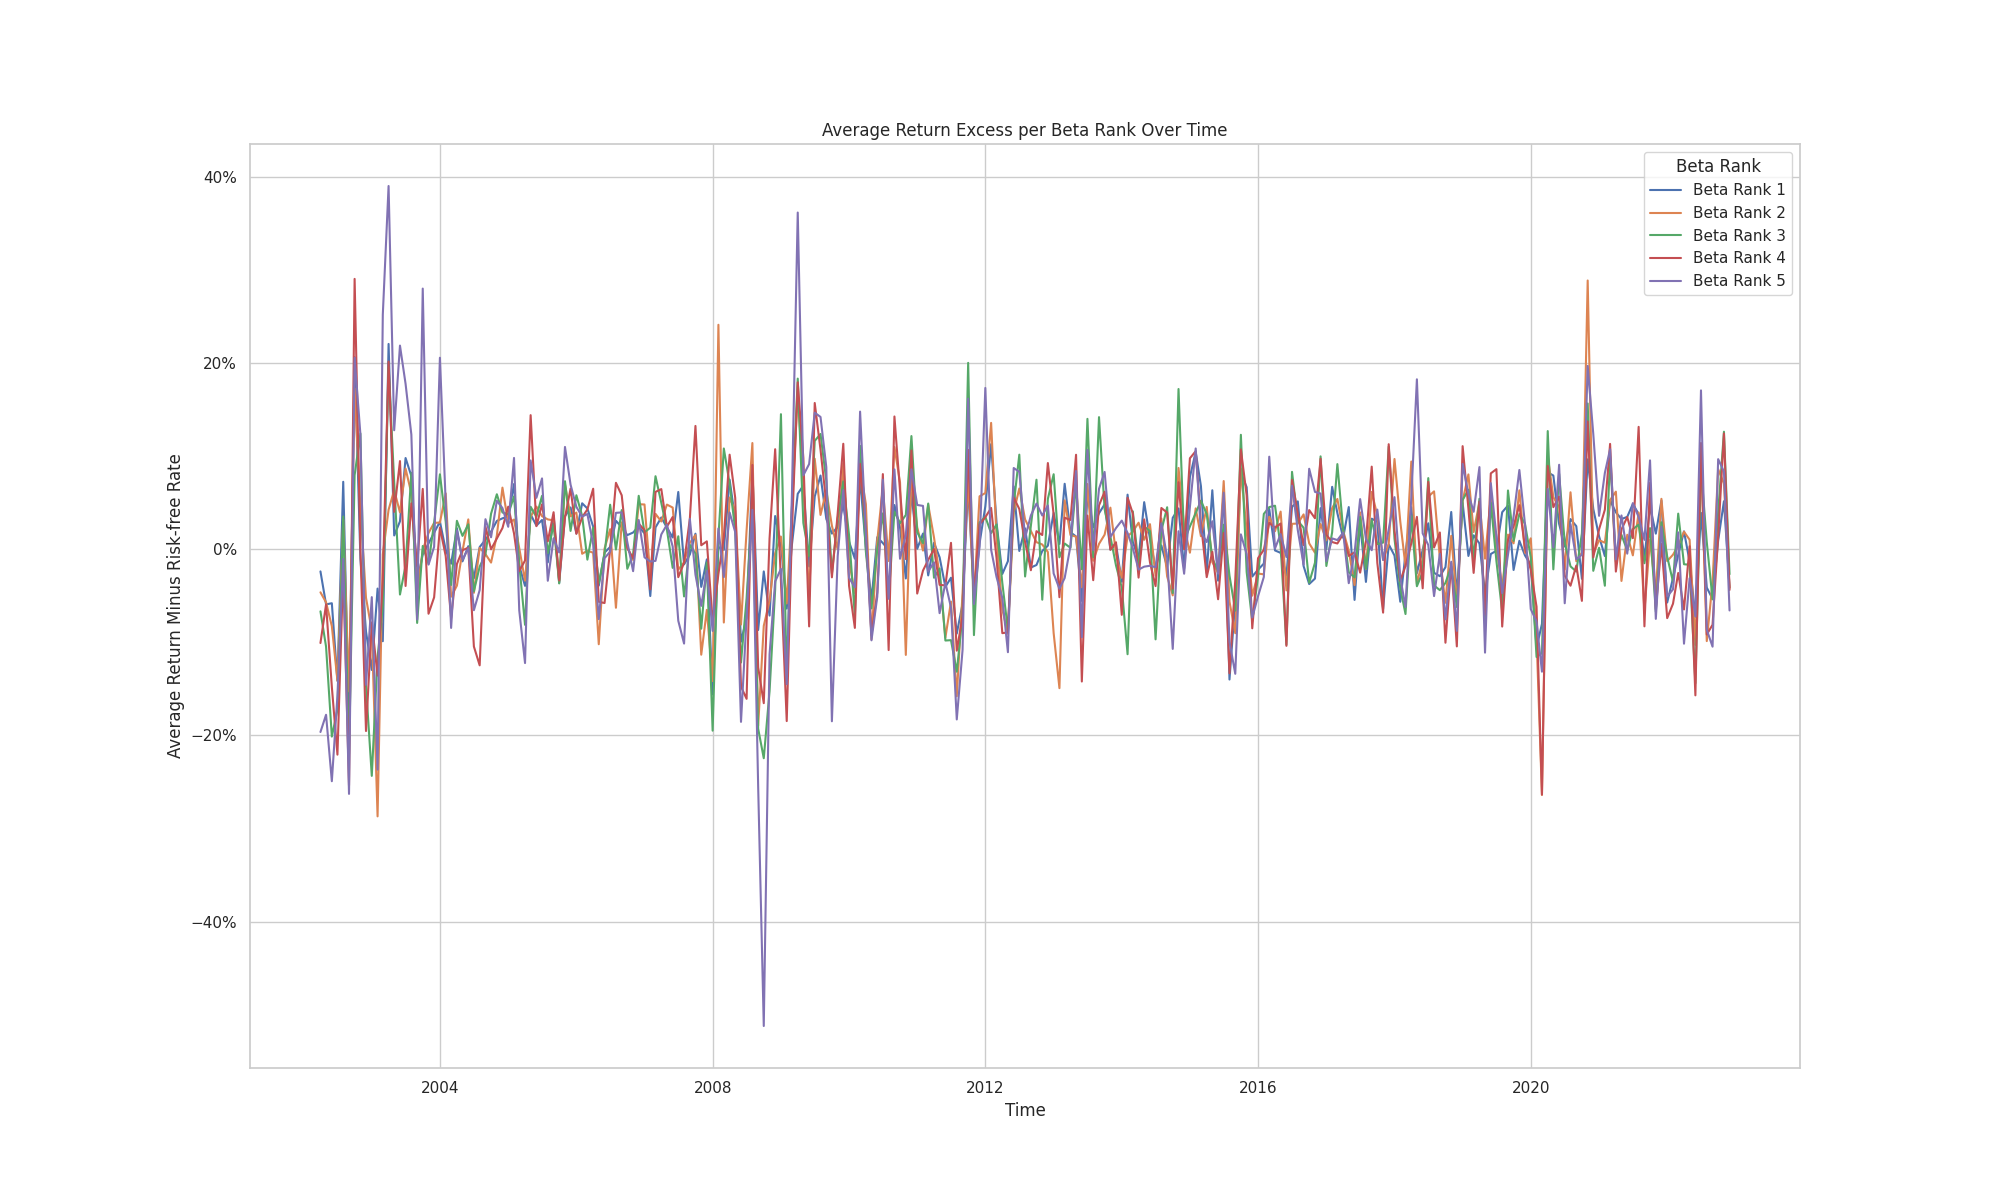 Average Return Excess per Beta Rank Over Time
Beta Rank
Beta Rank 1
Beta Rank 2
Beta Rank 3
Beta Rank 4
Beta Rank 5
Average Return Minus Risk-free Rate
40%
20%
0%
−20%
−40%
2004
2008
2012
2016
2020
Time